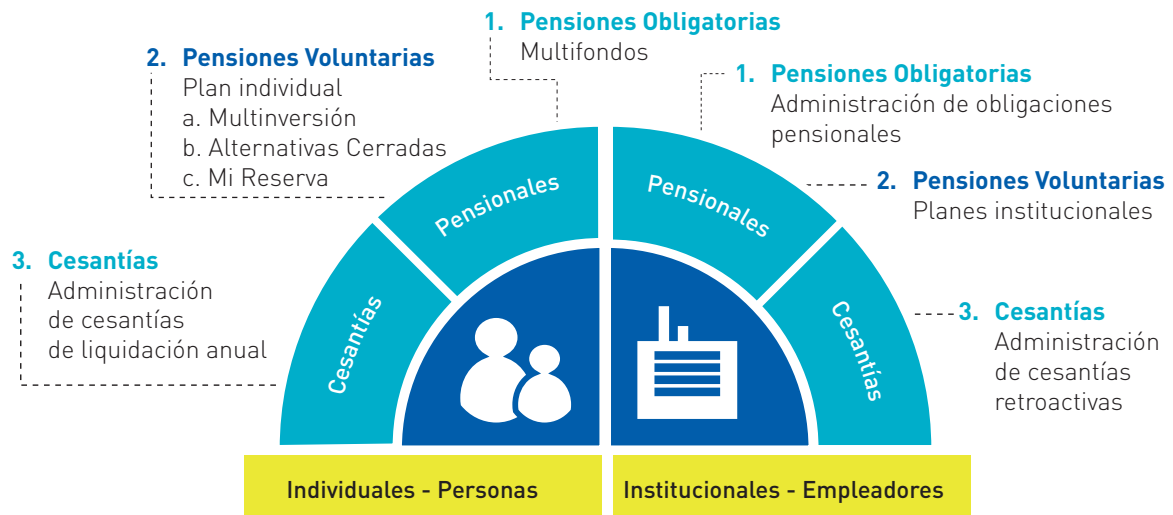 1. Pensiones Obligatorias
Multifondos
2. Pensiones Voluntarias
Plan individual
a. Multinversión
b. Alternativas Cerradas
c. Mi Reserva
3. Cesantías
Administración
de cesantías
de liquidación anual
Pensionales
Cesantías
Individuales - Personas
1. Pensiones Obligatorias
Administración de obligaciones
pensionales
2. Pensiones Voluntarias
Planes institucionales
3. Cesantías
Administración
de cesantías
retroactivas
Pensionales
Cesantías
Institucionales - Empleadores